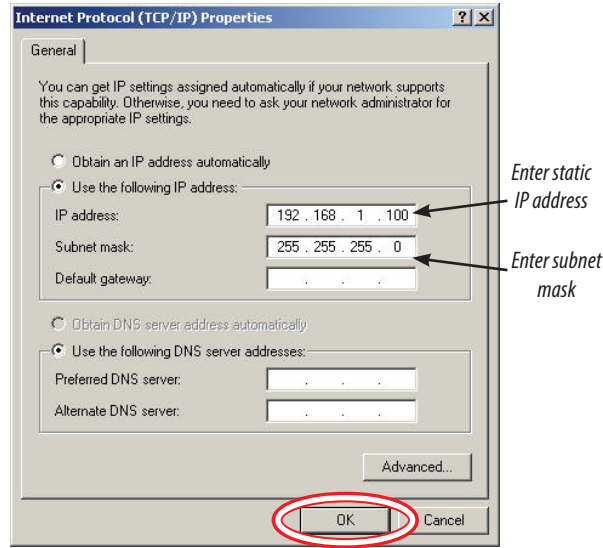 Internet Protocol (TCP/IP) Properties
General
You can get IP settings assigned automatically if your network supports
this capability. Otherwise, you need to ask your network administrator for
the appropriate IP settings.
Obtain an IP address automatically
Use the following IP address:
IP address: 192 . 168 . 1 . 100
Subnet mask: 255 . 255 . 255 . 0
Default gateway: . . .
Enter static
IP address
Enter subnet
mask
Obtain DNS server address automatically
Use the following DNS server addresses:
Preferred DNS server: . . .
Alternate DNS server: . . .
Advanced...
OK Cancel